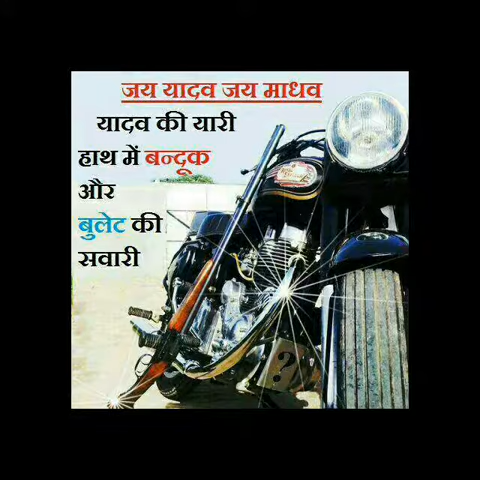 जय यादव जय माधव
यादव की यारी
हाथ में बन्दूक
और
बुलेट की
सवारी
?